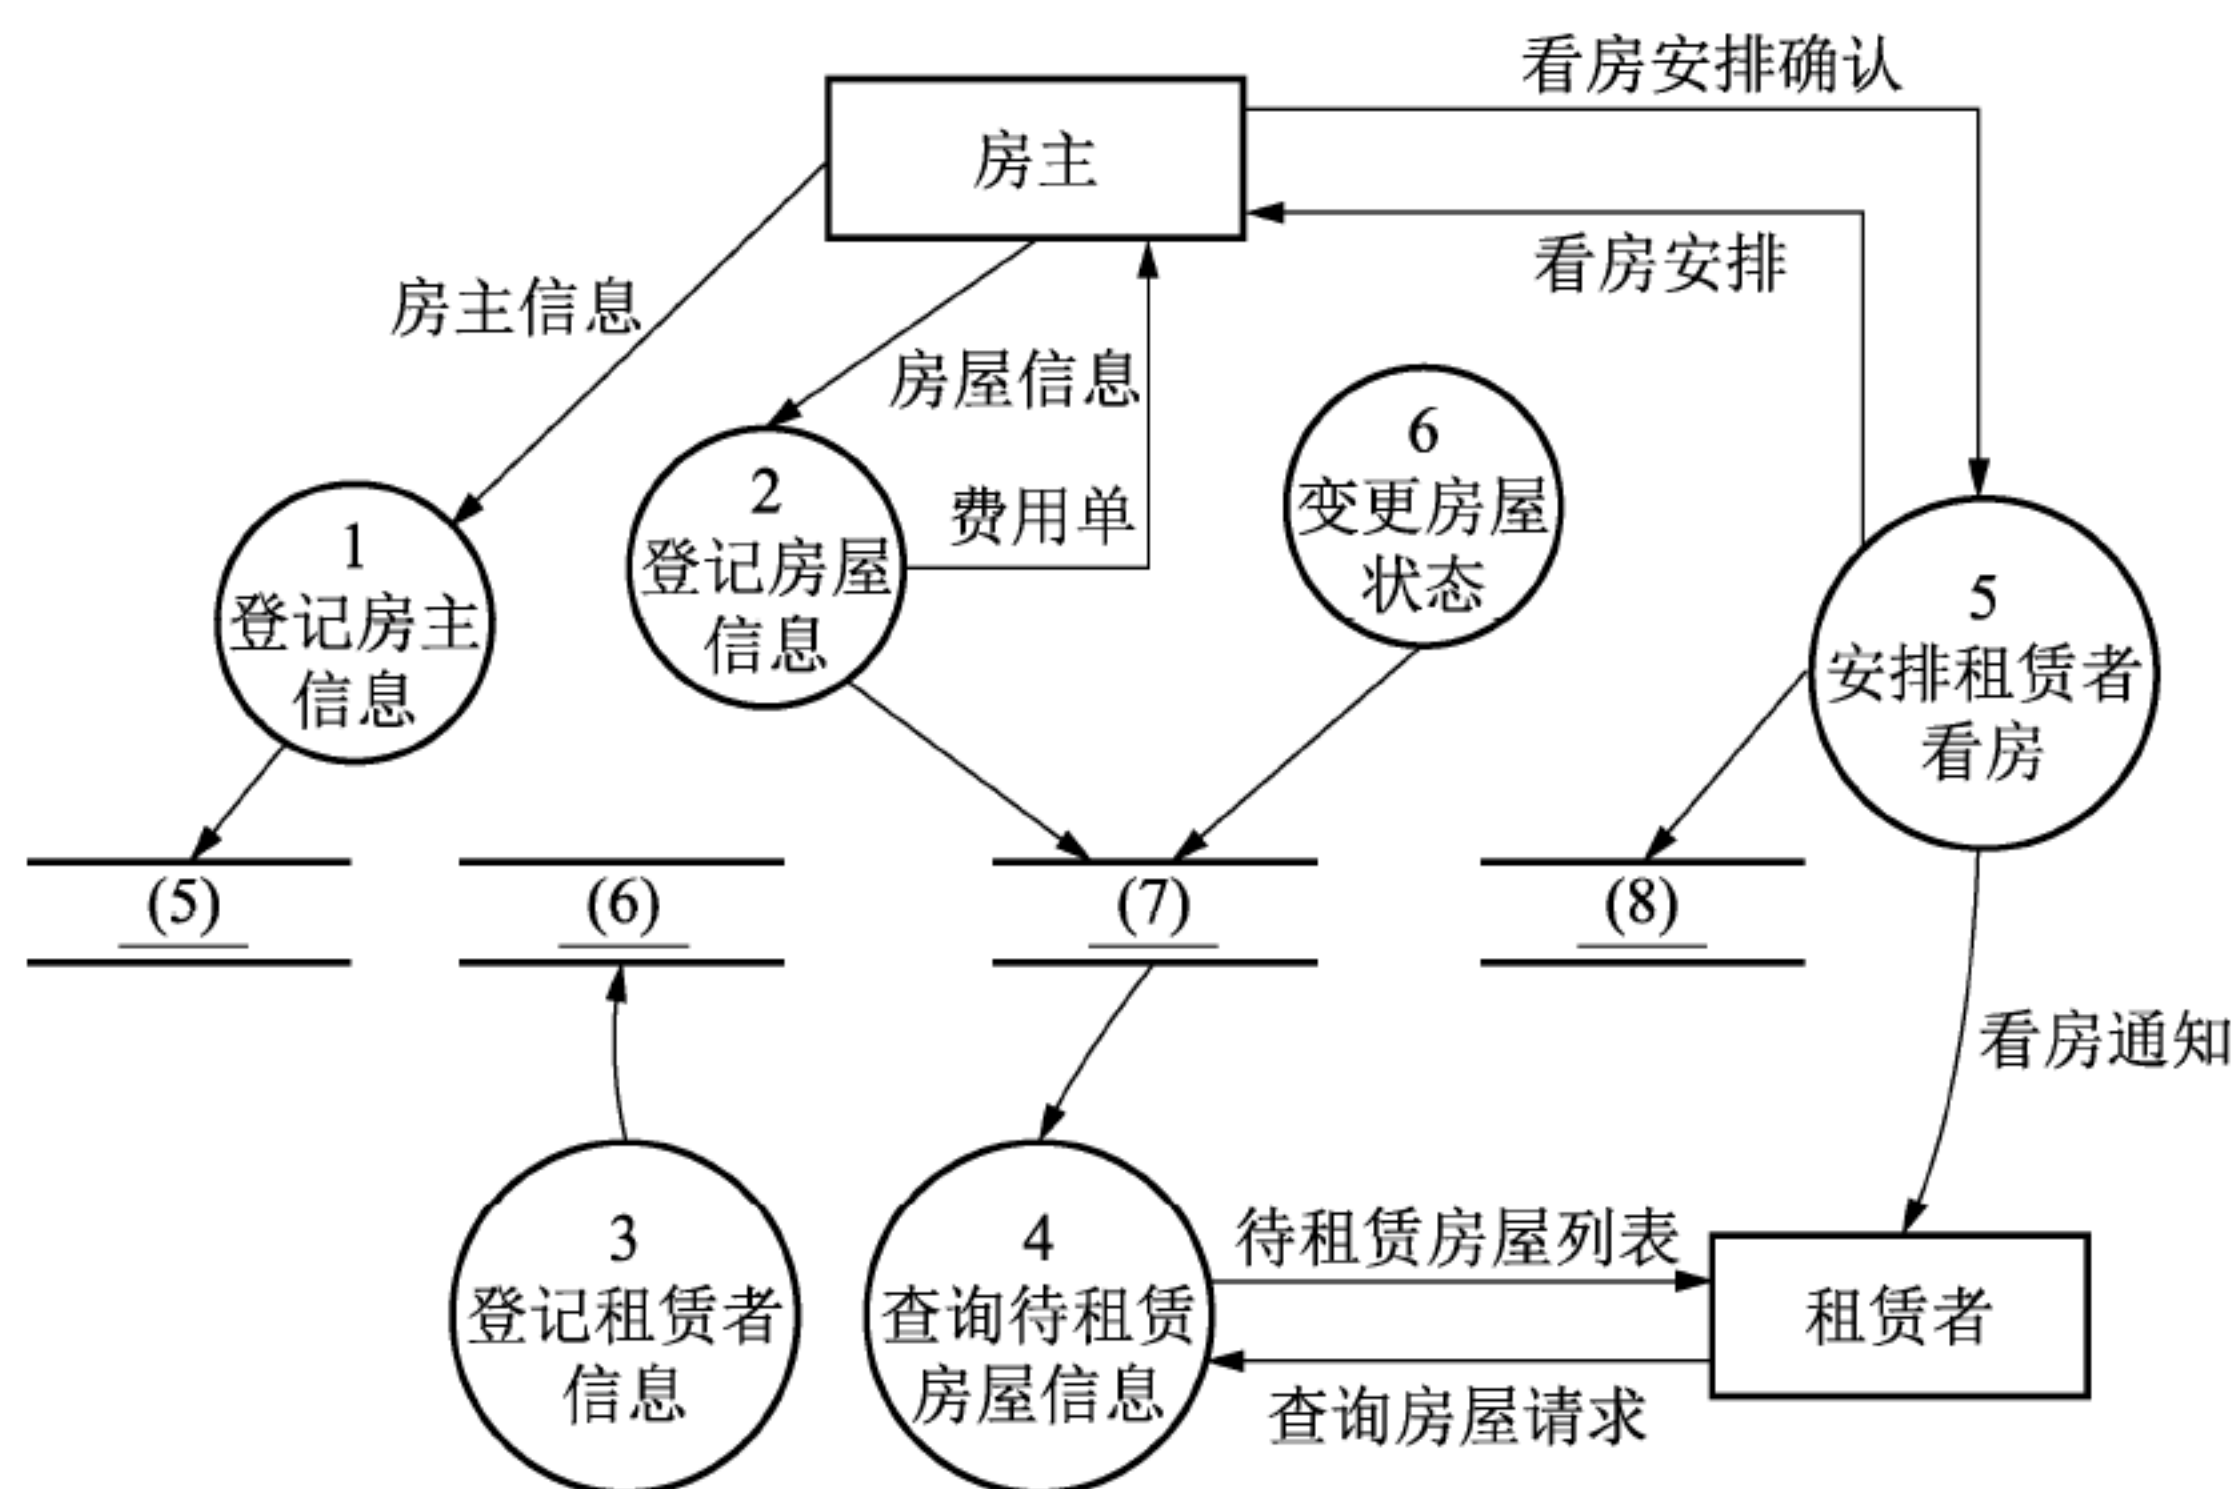 看房安排确认
房主
看房安排
房主信息
房屋信息
费用单
6
变更房屋
状态
2
登记房屋
信息
1
登记房主
信息
5
安排租赁者
看房
(5)
(6)
(7)
(8)
看房通知
3
登记租赁者
信息
4
查询待租赁
房屋信息
待租赁房屋列表
租赁者
查询房屋请求